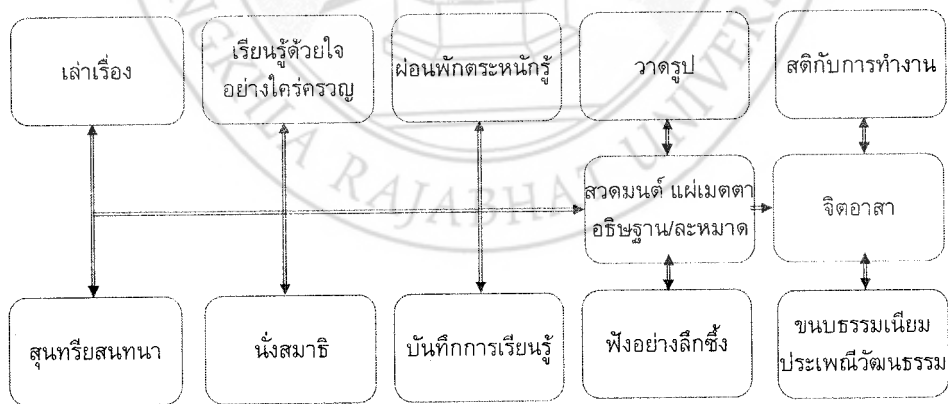 เล่าเรื่อง
เรียนรู้ด้วยใจ
อย่างใคร่ครวญ
ผ่อนพักตระหนักรู้
วาดรูป
สติกับการทำงาน
สวดมนต์ แผ่เมตตา
อธิษฐาน/ละหมาด
จิตอาสา
สุนทรียสนทนา
นั่งสมาธิ
บันทึกการเรียนรู้
ฟังอย่างลึกซึ้ง
ขนบธรรมเนียม
ประเพณีวัฒนธรรม
RAJABHAT